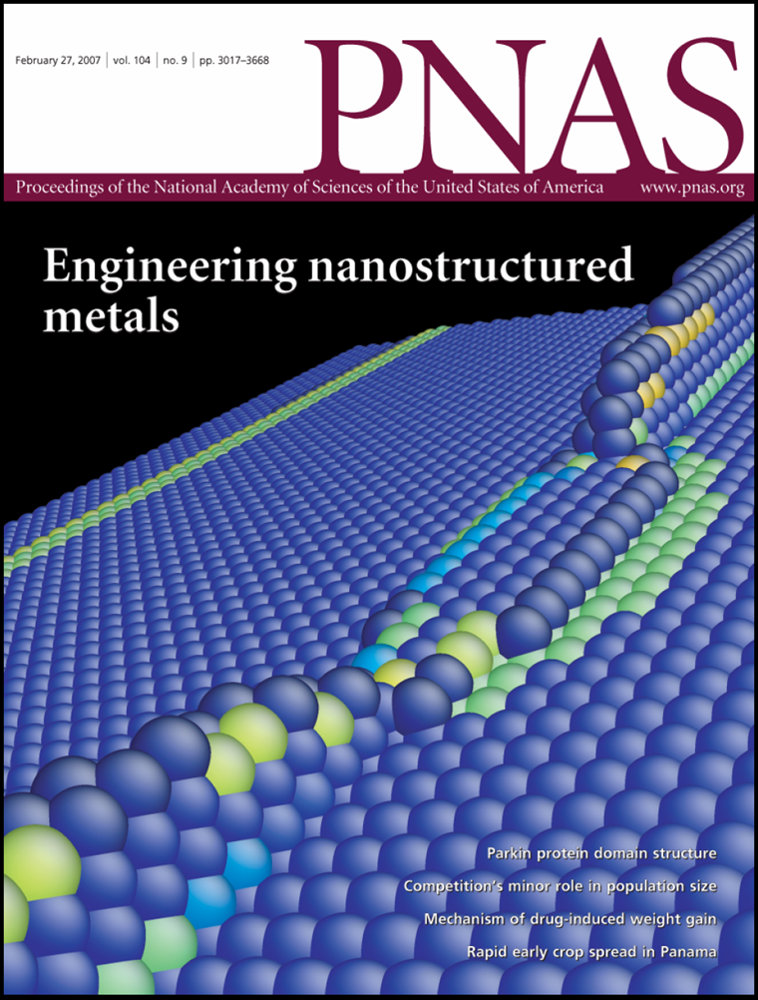 PNAS
February 27, 2007 | vol. 104 | no. 9 | pp. 3017–3668
Proceedings of the National Academy of Sciences of the United States of America www.pnas.org
Engineering nanostructured
metals
Parkin protein domain structure
Competition's minor role in population size
Mechanism of drug-induced weight gain
Rapid early crop spread in Panama